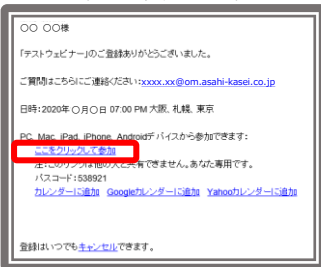 ○○ ○○様
「テストウェビナー」のご登録ありがとうございました。
ご質問はこちらにご連絡ください:xxxx.xx@om.asahi-kasei.co.jp
日時:2020年 ○月○日 07:00 PM 大阪、札幌、東京
PC, Mac, iPad, iPhone, Androidデバイスから参加できます:
ここをクリックして参加
注:このリンクは他の人と共有できません。あなた専用です。
パスコード:538921
カレンダーに追加 Googleカレンダーに追加 Yahooカレンダーに追加
登録はいつでもキャンセルできます。